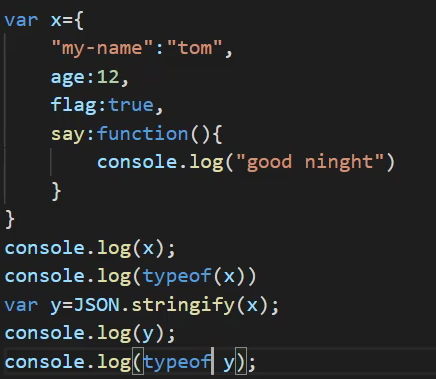 var x={
"my-name":"tom",
age:12,
flag:true,
say:function(){
console.log("good ninght")
}
}
console.log(x);
console.log(typeof(x))
var y=JSON.stringify(x);
console.log(y);
console.log(typeof y);